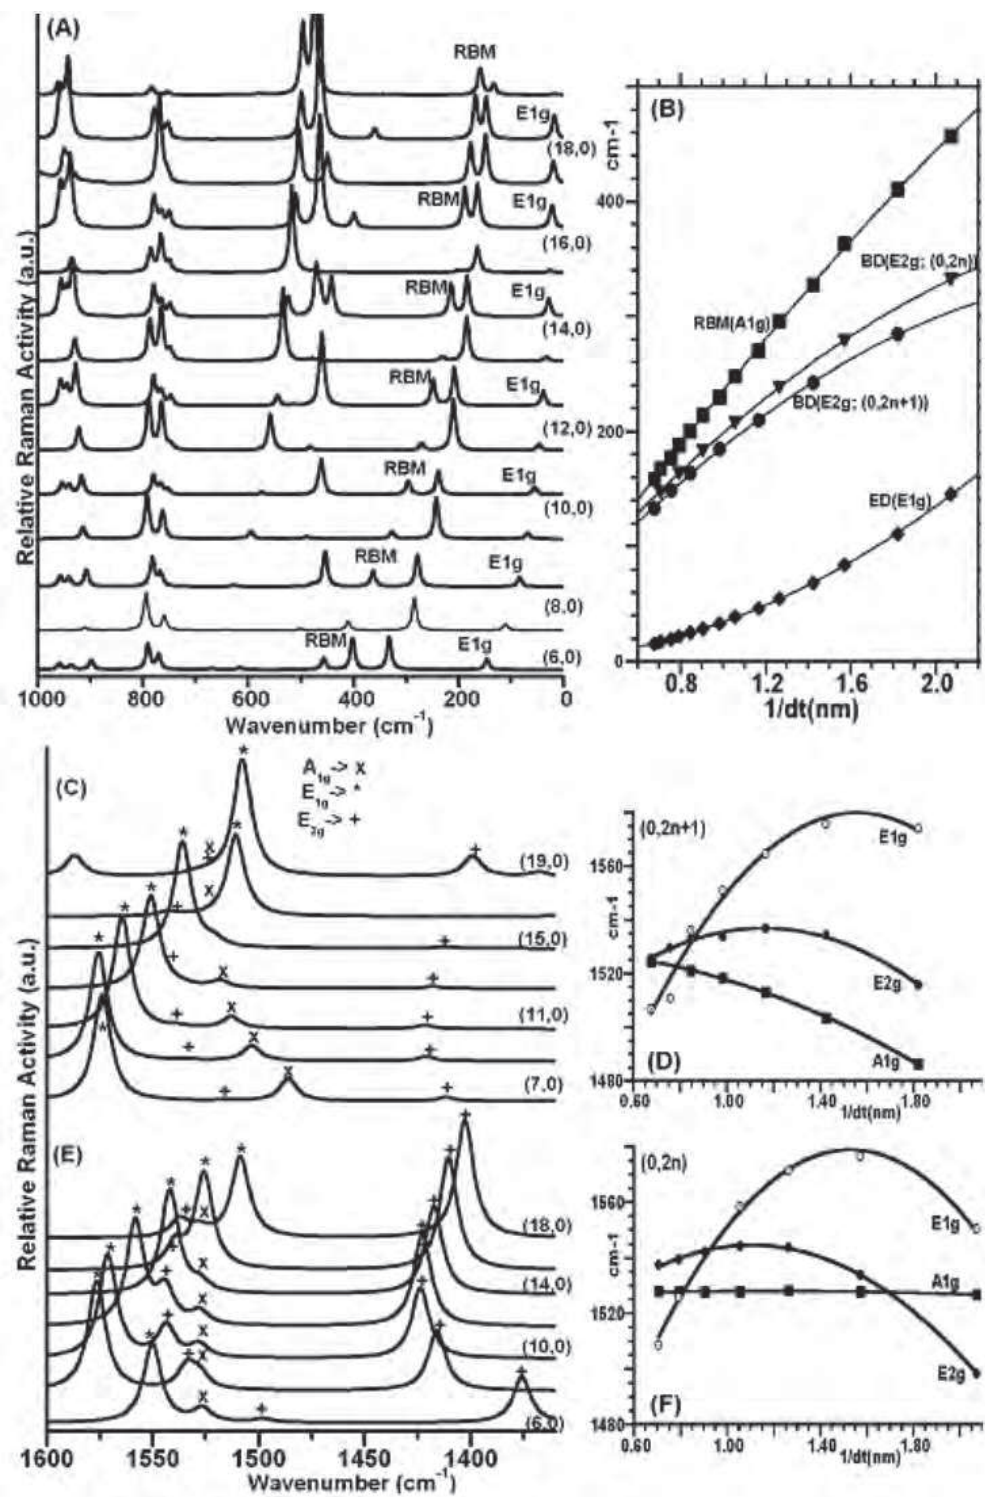 (A)
RBM
E1g
(18,0)
RBM
E1g
(16,0)
RBM
E1g
(14,0)
RBM
E1g
(12,0)
RBM
E1g
(10,0)
RBM
E1g
(8,0)
RBM
E1g
(6,0)
Relative Raman Activity (a.u.)
1000 800 600 400 200 0
Wavenumber (cm-1)
(B)
cm-1
400
200
0
RBM(A1g)
BD(E2g; (0,2n))
BD(E2g; (0,2n+1))
ED(E1g)
0.8 1.2 1.6 2.0
1/dt(nm)
(C)
A1g-> x
E1g-> *
E2g-> +
(19,0)
(15,0)
(11,0)
(7,0)
Relative Raman Activity (a.u.)
(D)
(0,2n+1)
cm-1
1560
1520
1480
E1g
E2g
A1g
0.60 1.00 1.40 1.80
1/dt(nm)
(E)
(18,0)
(14,0)
(10,0)
(6,0)
1600 1550 1500 1450 1400
Wavenumber (cm-1)
(F)
(0,2n)
cm-1
1560
1520
1480
E1g
A1g
E2g
0.60 1.00 1.40 1.80
1/dt(nm)